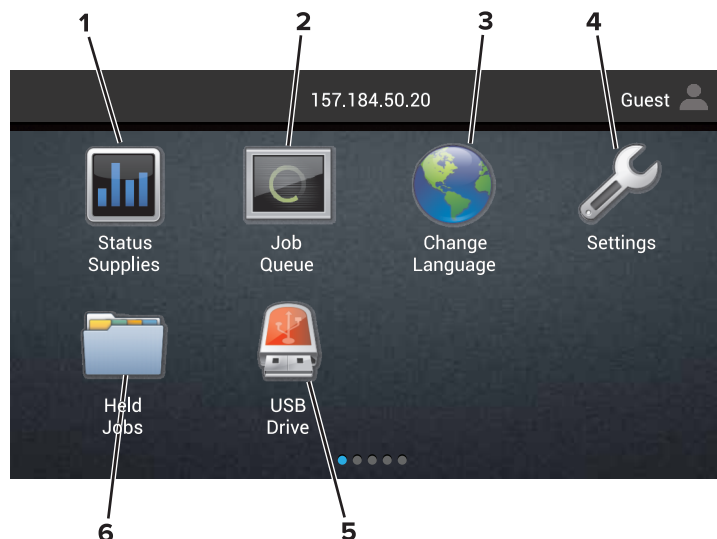 1 2 3 4
157.184.50.20 Guest
Status Job Change Settings
Supplies Queue Language
Held USB
Jobs Drive
6 5